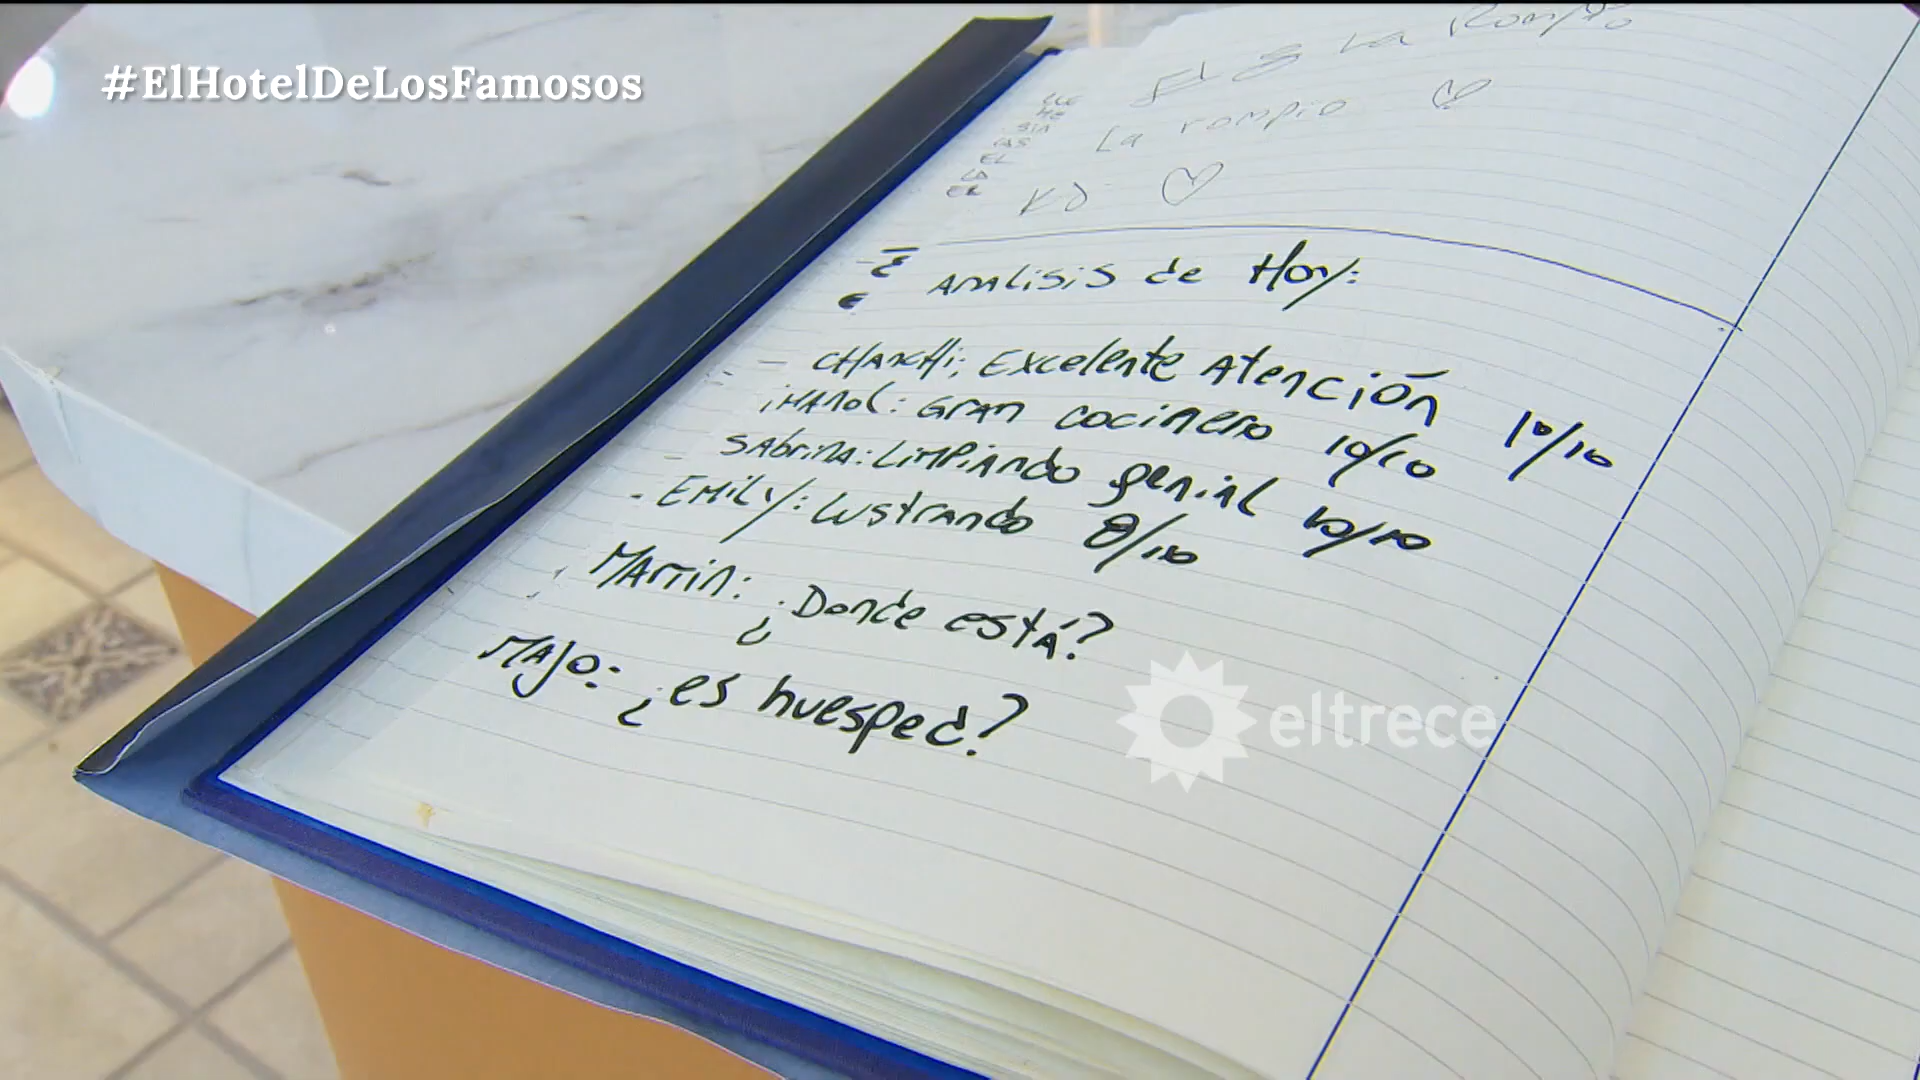 #ElHotelDeLosFamosos
La rompio
Analisis de Hoy:
- CHANCHI: Excelente Atención 10/10
IMANOL: Gran cocinero 10/10
- Sabrina: Limpiando genial 10/10
- EMILY: Lustrando 8/10
- Martin: ¿Donde está?
Majo: ¿es huesped?
eltrece